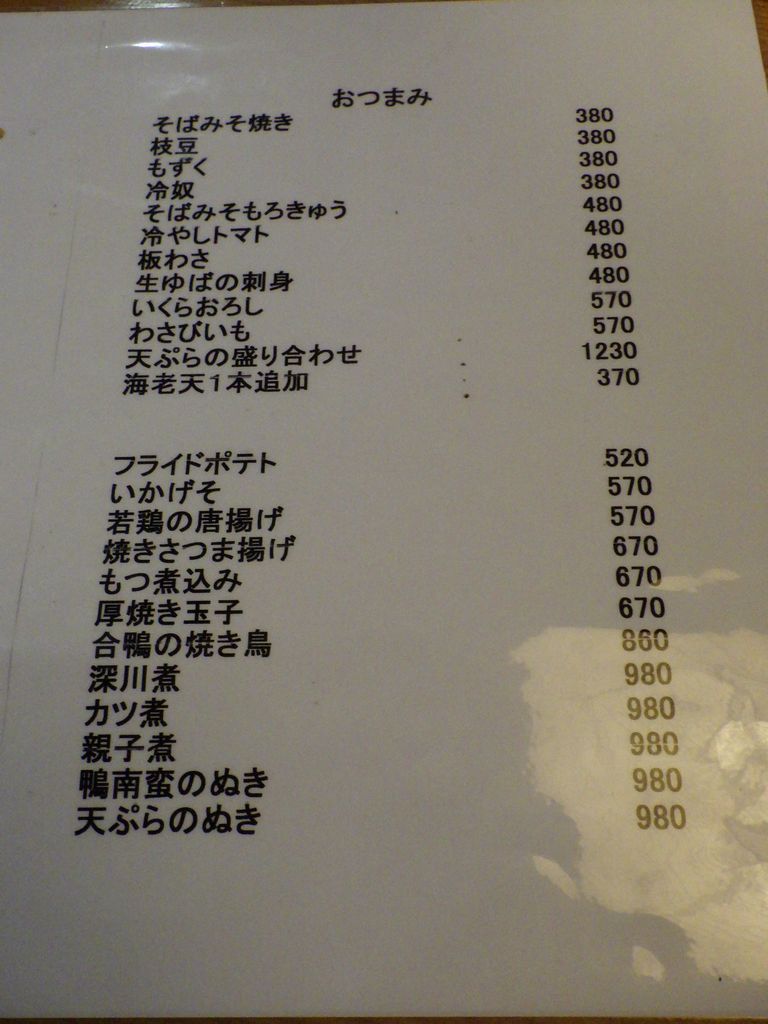 おつまみ
そばみそ焼き 380
枝豆 380
もずく 380
冷奴 380
そばみそもろきゅう 480
冷やしトマト 480
板わさ 480
生ゆばの刺身 480
いくらおろし 570
わさびいも 570
天ぷらの盛り合わせ 1230
海老天1本追加 370
フライドポテト 520
いかげそ 570
若鶏の唐揚げ 570
焼きさつま揚げ 670
もつ煮込み 670
厚焼き玉子 670
合鴨の焼き鳥 860
深川煮 980
カツ煮 980
親子煮 980
鴨南蛮のぬき 980
天ぷらのぬき 980